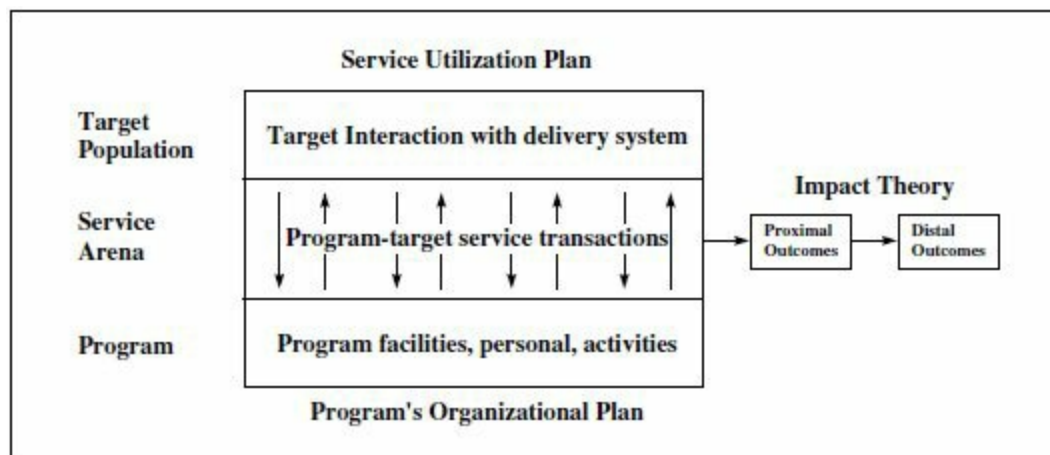 Service Utilization Plan
Target
Population
Target Interaction with delivery system
Service
Arena
Program-target service transactions
Impact Theory
Proximal
Outcomes
Distal
Outcomes
Program
Program facilities, personal, activities
Program's Organizational Plan